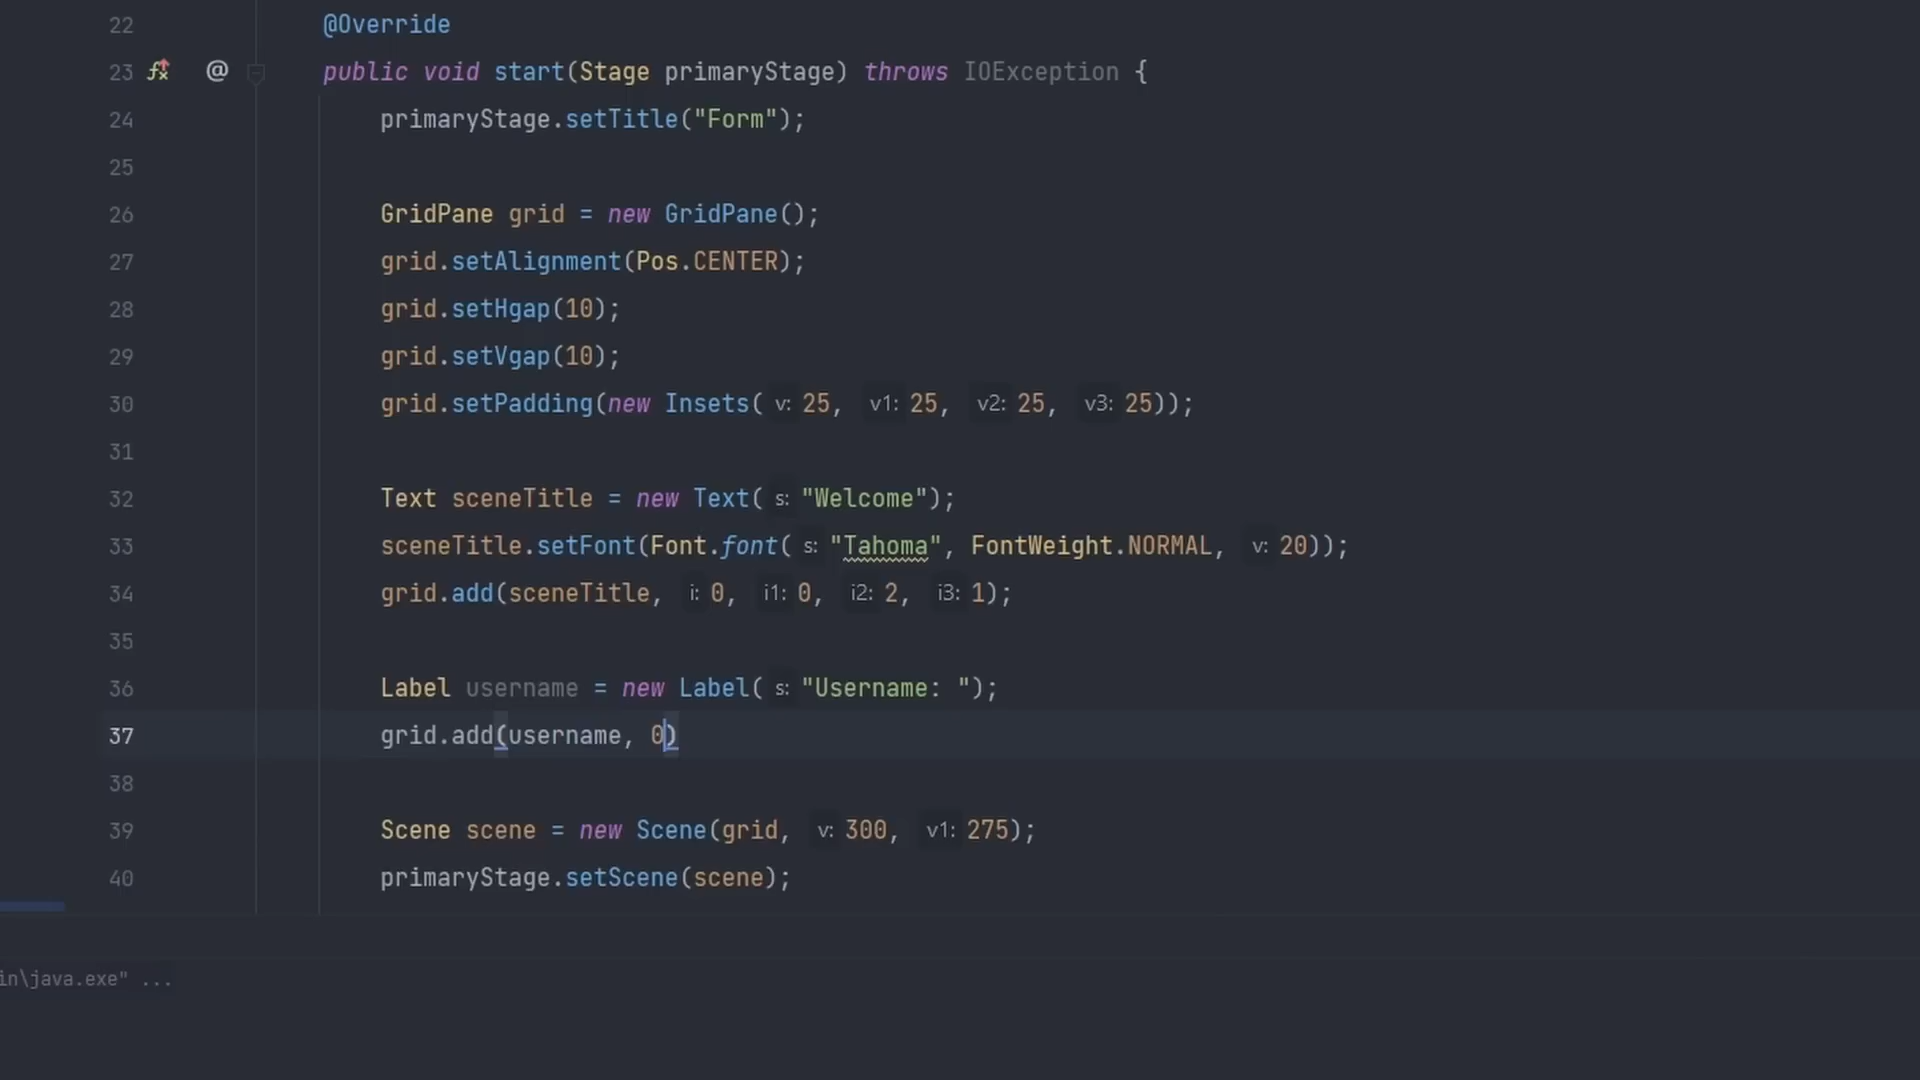 22 @Override
23 @ public void start(Stage primaryStage) throws IOException {
24 primaryStage.setTitle("Form");
25
26 GridPane grid = new GridPane();
27 grid.setAlignment(Pos.CENTER);
28 grid.setHgap(10);
29 grid.setVgap(10);
30 grid.setPadding(new Insets( v: 25, v1: 25, v2: 25, v3: 25));
31
32 Text sceneTitle = new Text( s: "Welcome");
33 sceneTitle.setFont(Font.font( s: "Tahoma", FontWeight.NORMAL, v: 20));
34 grid.add(sceneTitle, i: 0, i1: 0, i2: 2, i3: 1);
35
36 Label username = new Label( s: "Username: ");
37 grid.add(username, 0)
38
39 Scene scene = new Scene(grid, v: 300, v1: 275);
40 primaryStage.setScene(scene);
in\java.exe" ...